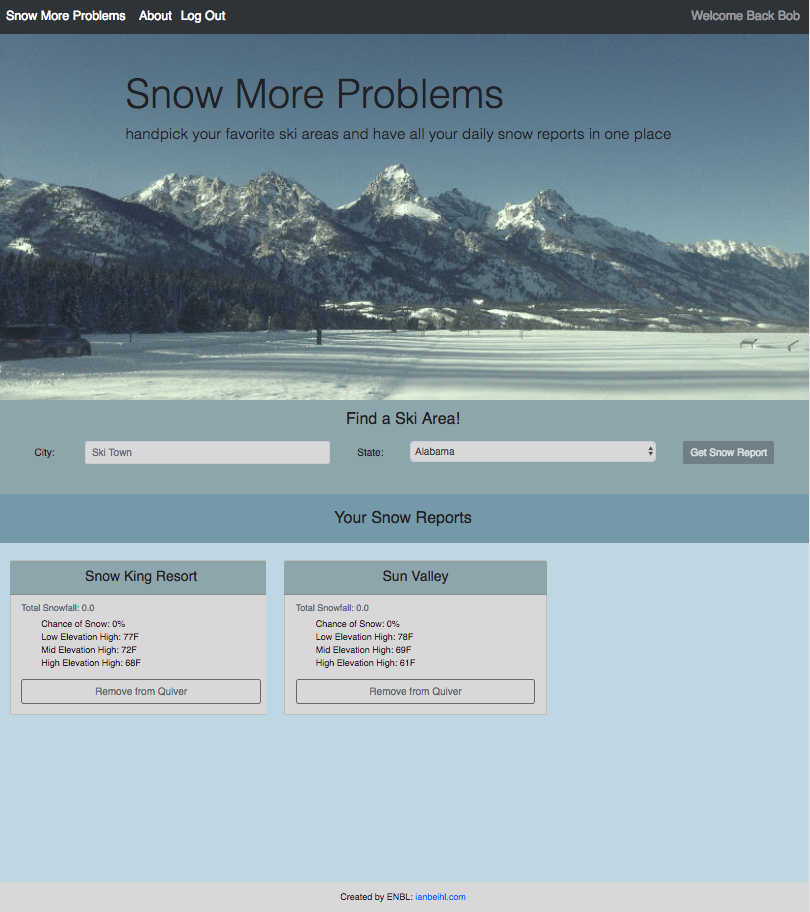 Snow More Problems About Log Out Welcome Back Bob
Snow More Problems
handpick your favorite ski areas and have all your daily snow reports in one place
Find a Ski Area!
City: Ski Town State: Alabama Get Snow Report
Your Snow Reports
Snow King Resort
Total Snowfall: 0.0
Chance of Snow: 0%
Low Elevation High: 77F
Mid Elevation High: 72F
High Elevation High: 68F
Remove from Quiver
Sun Valley
Total Snowfall: 0.0
Chance of Snow: 0%
Low Elevation High: 78F
Mid Elevation High: 69F
High Elevation High: 61F
Remove from Quiver
Created by ENBL: ianbeihl.com